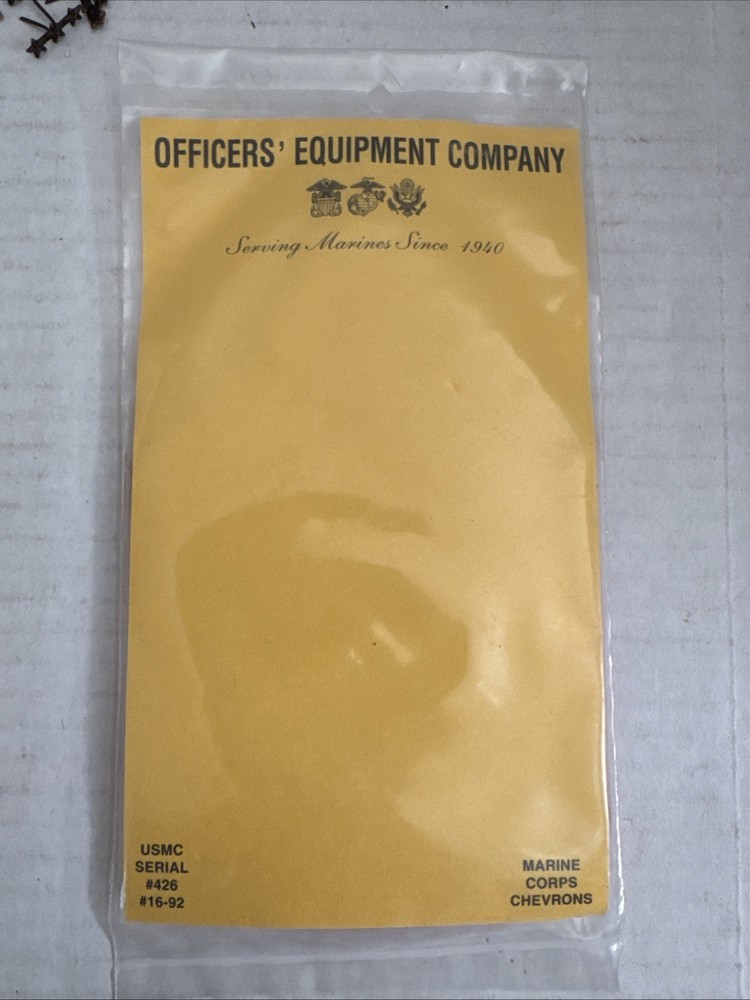 OFFICERS' EQUIPMENT COMPANY
Serving Marines Since 1940
USMC
SERIAL
#426
#16-92
MARINE
CORPS
CHEVRONS